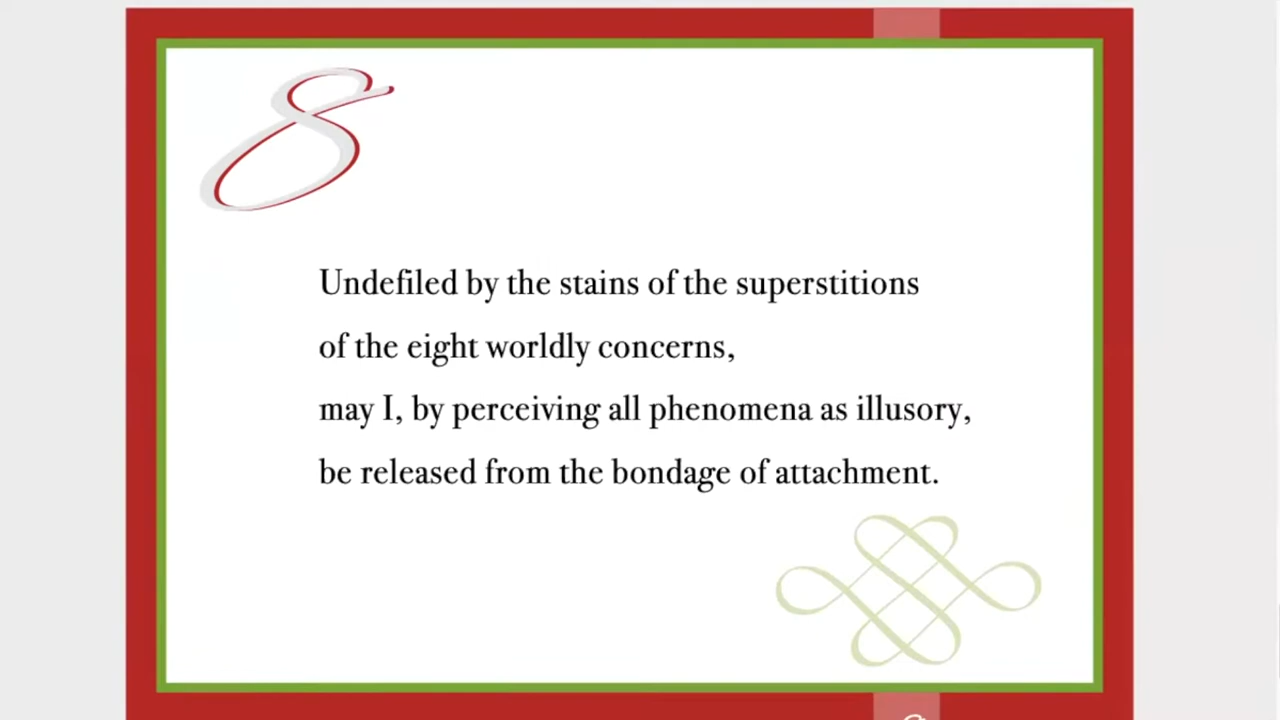 8
Undefiled by the stains of the superstitions
of the eight worldly concerns,
may I, by perceiving all phenomena as illusory,
be released from the bondage of attachment.